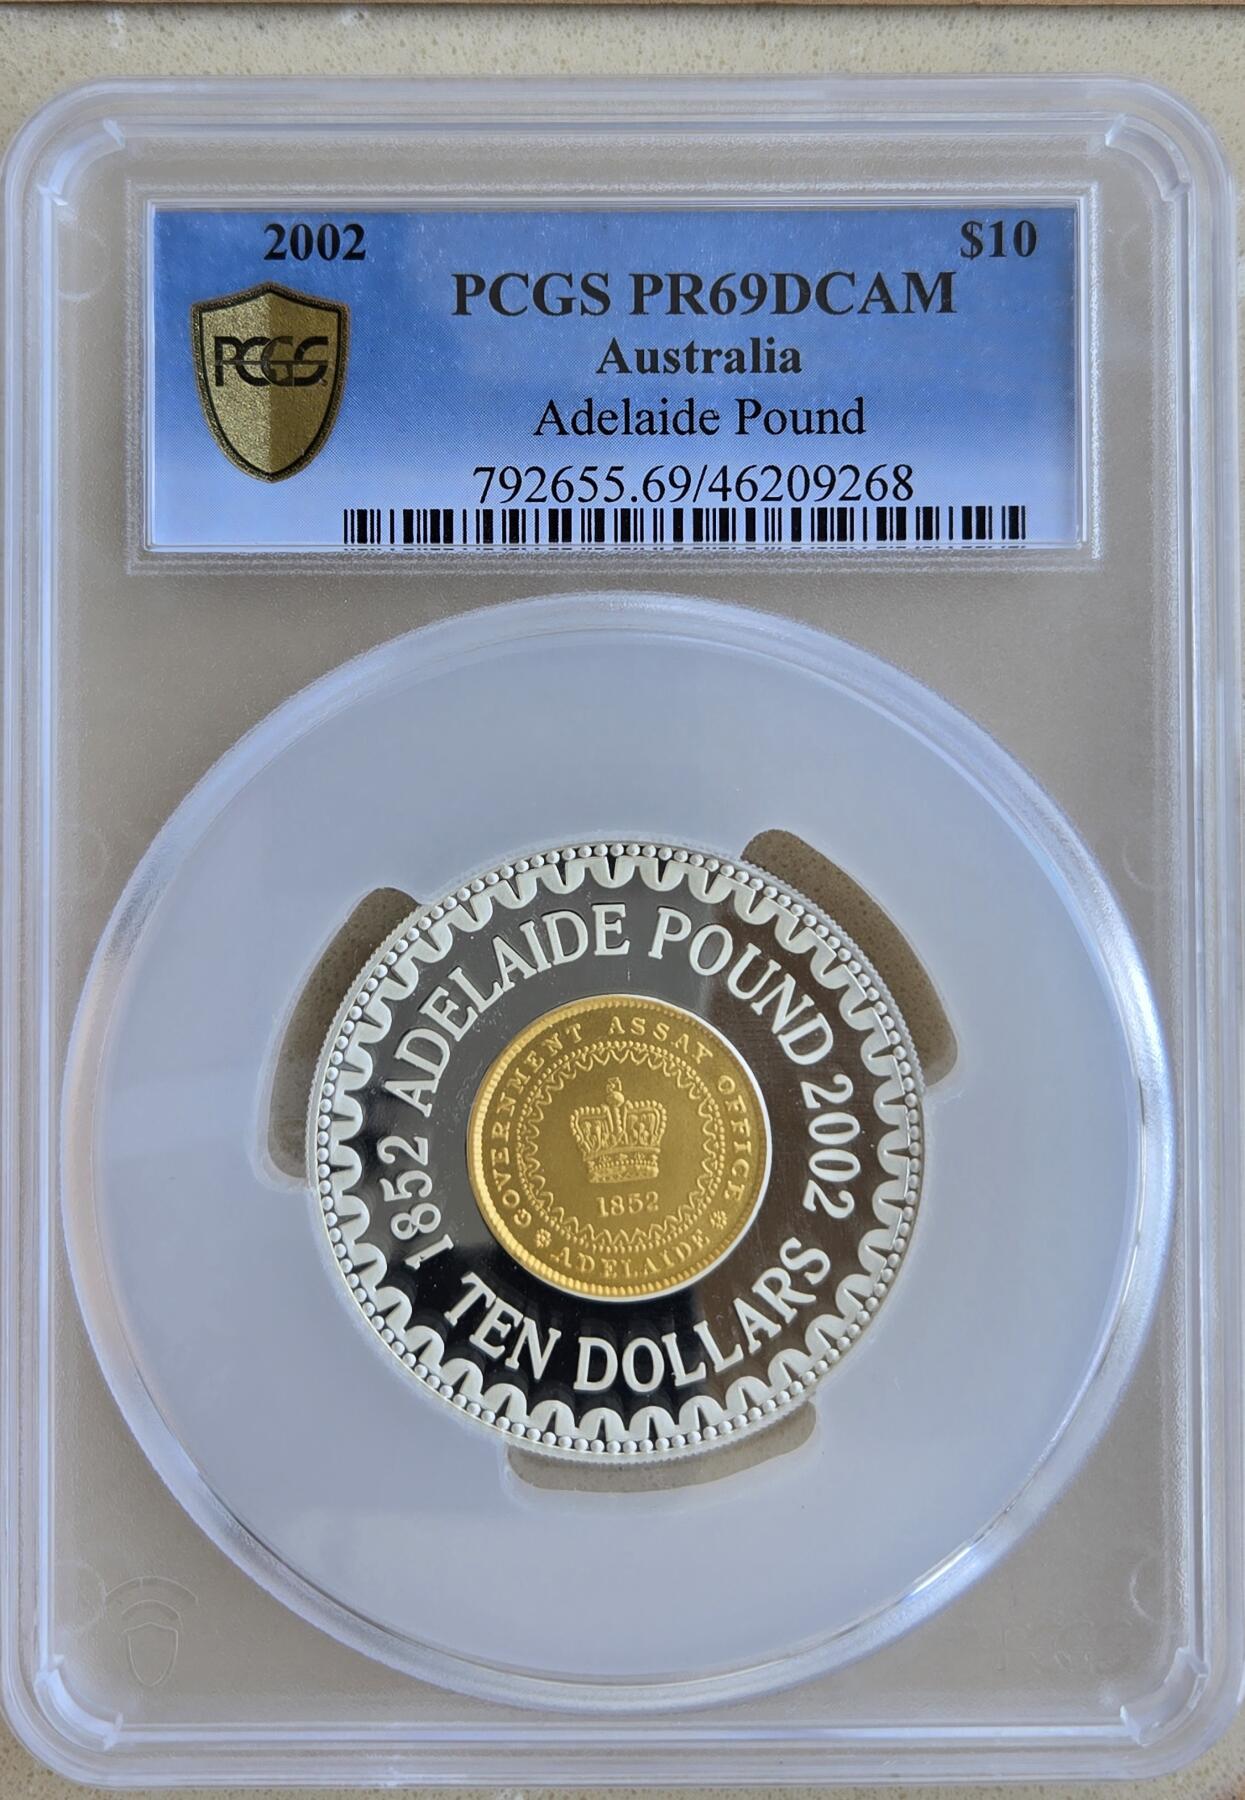 2002 $10
PCGS PR69DCAM
PCGS
Australia
Adelaide Pound
792655.69/46209268
1852 ADELAIDE POUND 2002
TEN DOLLARS
GOVERNMENT ASSAY OFFICE
ADELAIDE
1852
PCGS